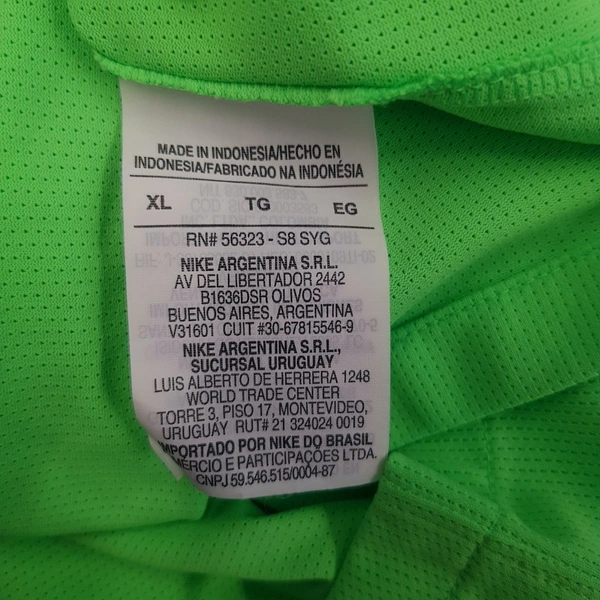 MADE IN INDONESIA/HECHO EN
INDONESIA/FABRICADO NA INDONÉSIA
XL TG EG
RN# 56323 - S8 SYG
NIKE ARGENTINA S.R.L.
AV DEL LIBERTADOR 2442
B1636DSR OLIVOS
BUENOS AIRES, ARGENTINA
V31601 CUIT #30-67815546-9
NIKE ARGENTINA S.R.L.,
SUCURSAL URUGUAY
LUIS ALBERTO DE HERRERA 1248
WORLD TRADE CENTER
TORRE 3, PISO 17, MONTEVIDEO,
URUGUAY RUT# 21 324024 0019
IMPORTADO POR NIKE DO BRASIL
MÉRCIO E PARTICIPAÇÕES LTDA.
CNPJ 59.546.515/0004-87